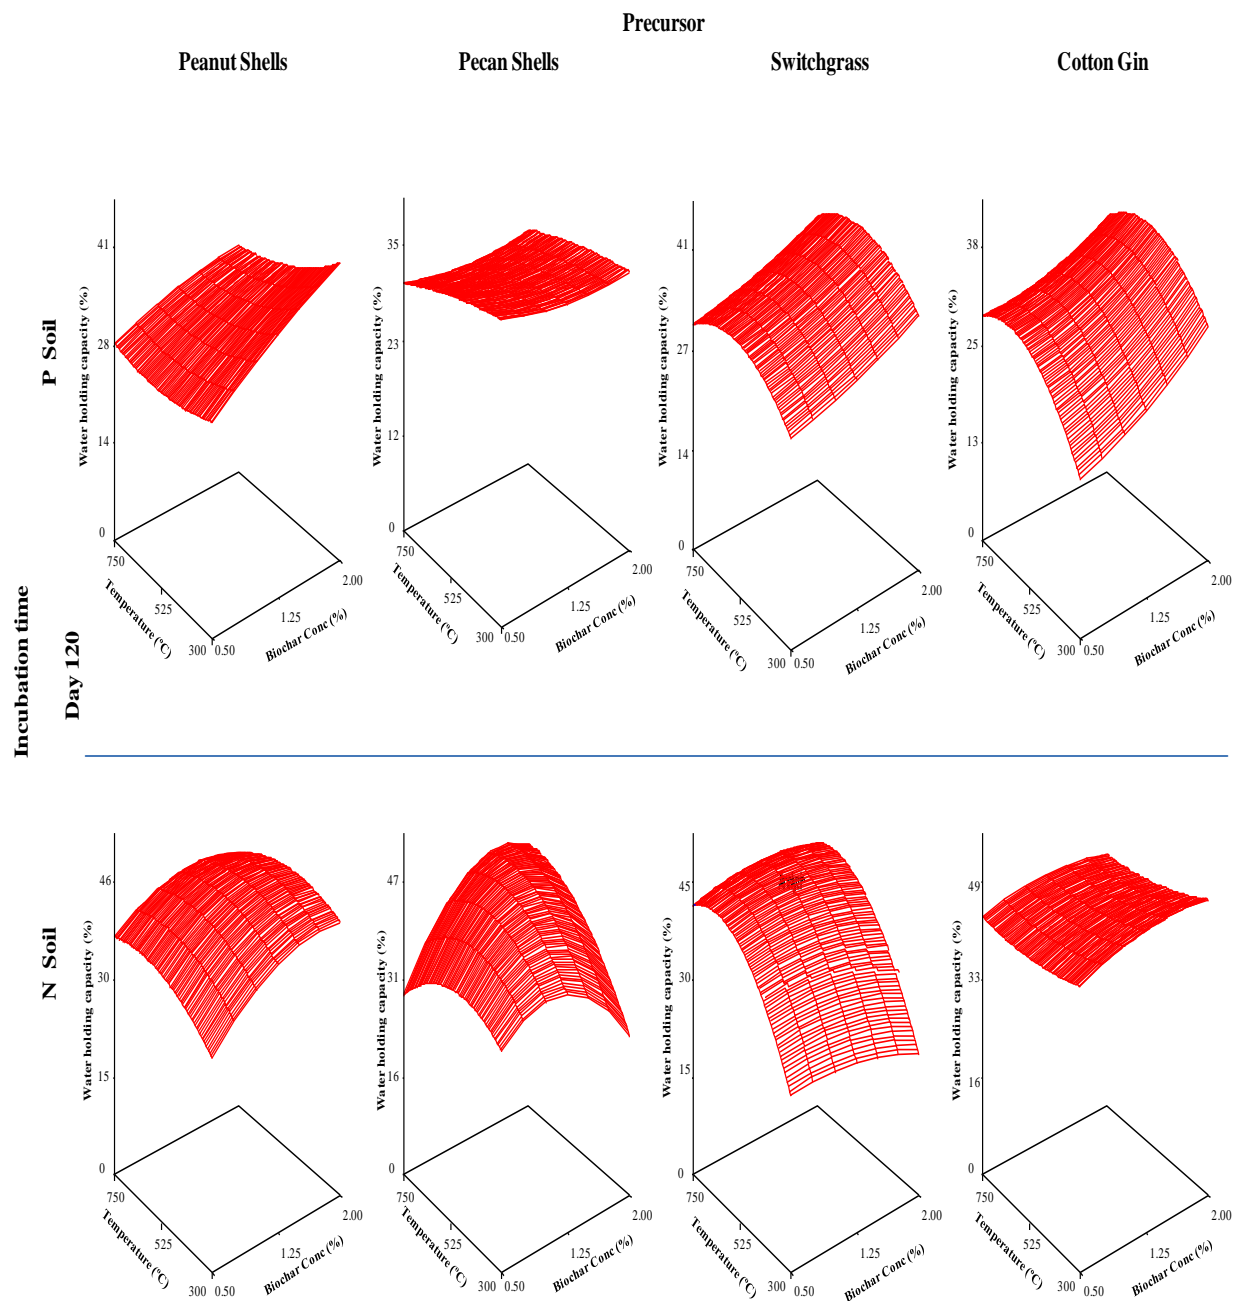 Precursor
Peanut Shells Pecan Shells Switchgrass Cotton Gin
Incubation time
Day 120
P Soil
Water holding capacity (%)
41
28
14
0
750
525
300
Temperature (°C)
0.50
1.25
2.00
Biochar Conc (%)
Water holding capacity (%)
35
23
12
0
750
525
300
Temperature (°C)
0.50
1.25
2.00
Biochar Conc (%)
Water holding capacity (%)
41
27
14
0
750
525
300
Temperature (°C)
0.50
1.25
2.00
Biochar Conc (%)
Water holding capacity (%)
38
25
13
0
750
525
300
Temperature (°C)
0.50
1.25
2.00
Biochar Conc (%)
N Soil
Water holding capacity (%)
46
30
15
0
750
525
300
Temperature (°C)
0.50
1.25
2.00
Biochar Conc (%)
Water holding capacity (%)
47
31
16
0
750
525
300
Temperature (°C)
0.50
1.25
2.00
Biochar Conc (%)
Water holding capacity (%)
45
30
15
0
750
525
300
Temperature (°C)
0.50
1.25
2.00
Biochar Conc (%)
Water holding capacity (%)
49
33
16
0
750
525
300
Temperature (°C)
0.50
1.25
2.00
Biochar Conc (%)